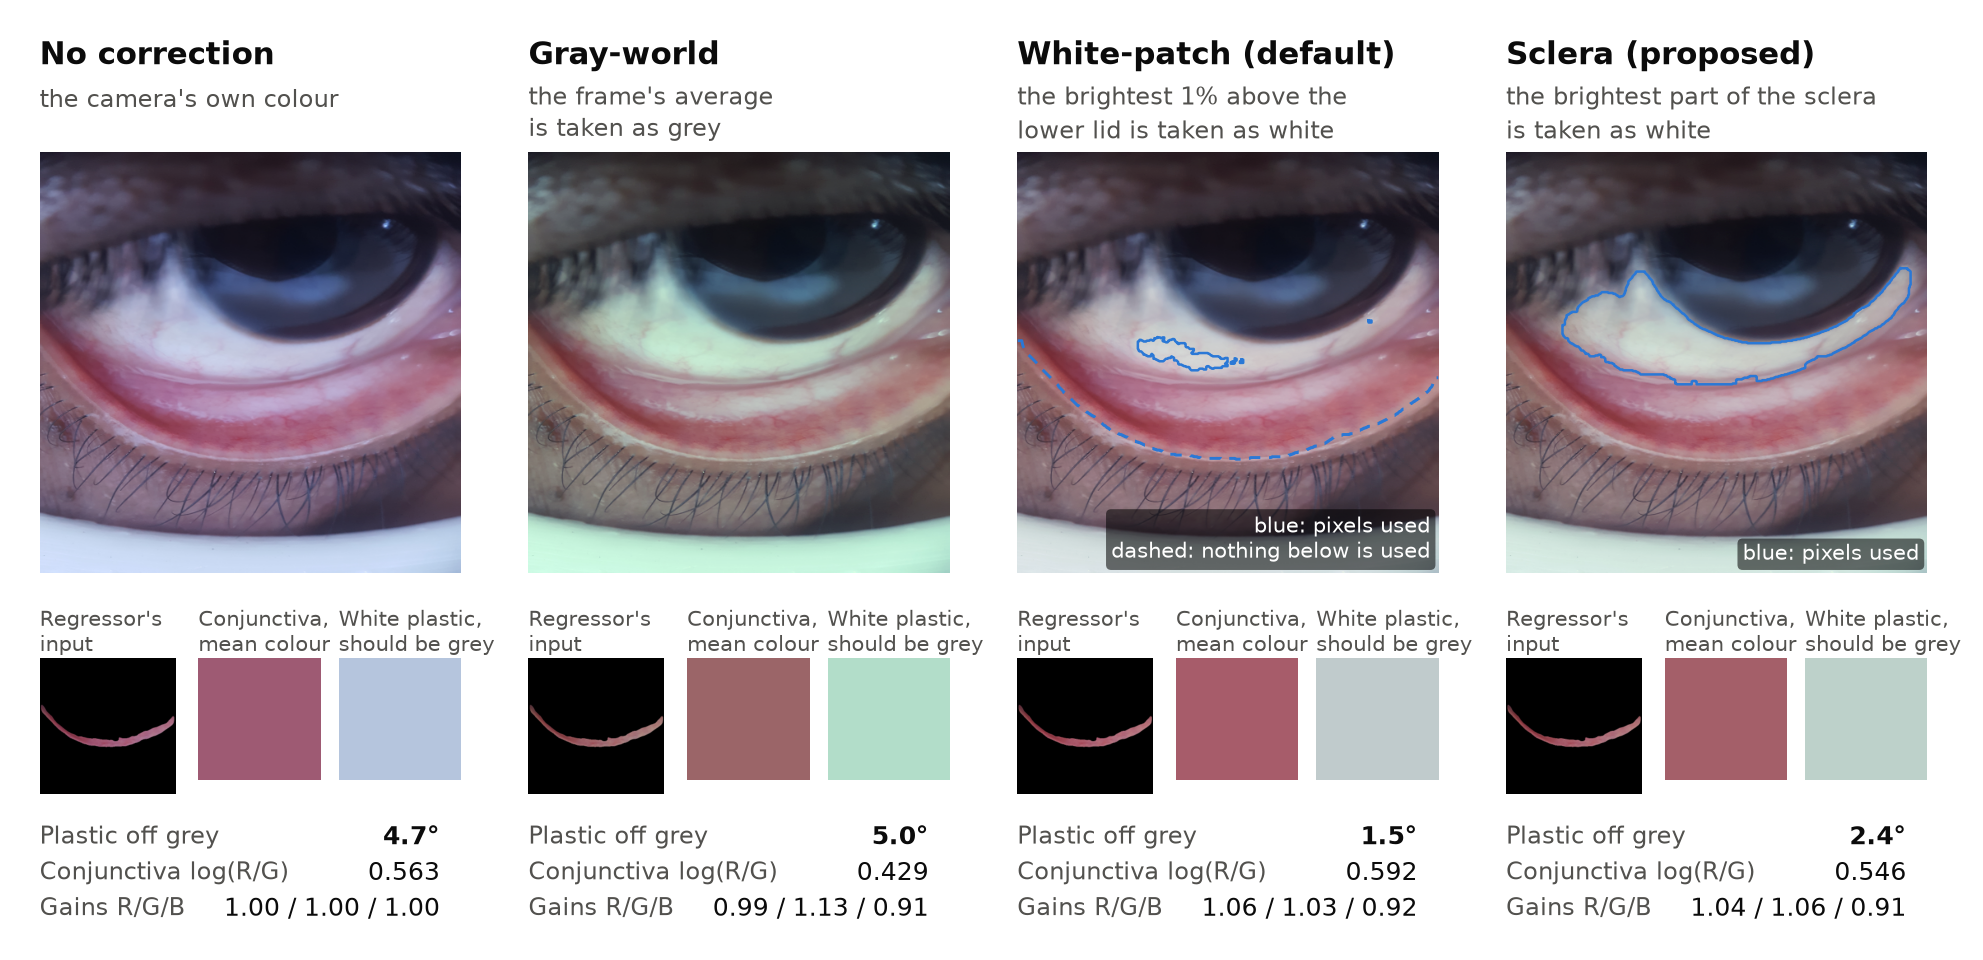 No correction
the camera's own colour
Regressor's
input
Conjunctiva,
mean colour
White plastic,
should be grey
Plastic off grey 4.7°
Conjunctiva log(R/G) 0.563
Gains R/G/B 1.00 / 1.00 / 1.00
Gray-world
the frame's average
is taken as grey
Regressor's
input
Conjunctiva,
mean colour
White plastic,
should be grey
Plastic off grey 5.0°
Conjunctiva log(R/G) 0.429
Gains R/G/B 0.99 / 1.13 / 0.91
White-patch (default)
the brightest 1% above the
lower lid is taken as white
blue: pixels used
dashed: nothing below is used
Regressor's
input
Conjunctiva,
mean colour
White plastic,
should be grey
Plastic off grey 1.5°
Conjunctiva log(R/G) 0.592
Gains R/G/B 1.06 / 1.03 / 0.92
Sclera (proposed)
the brightest part of the sclera
is taken as white
blue: pixels used
Regressor's
input
Conjunctiva,
mean colour
White plastic,
should be grey
Plastic off grey 2.4°
Conjunctiva log(R/G) 0.546
Gains R/G/B 1.04 / 1.06 / 0.91